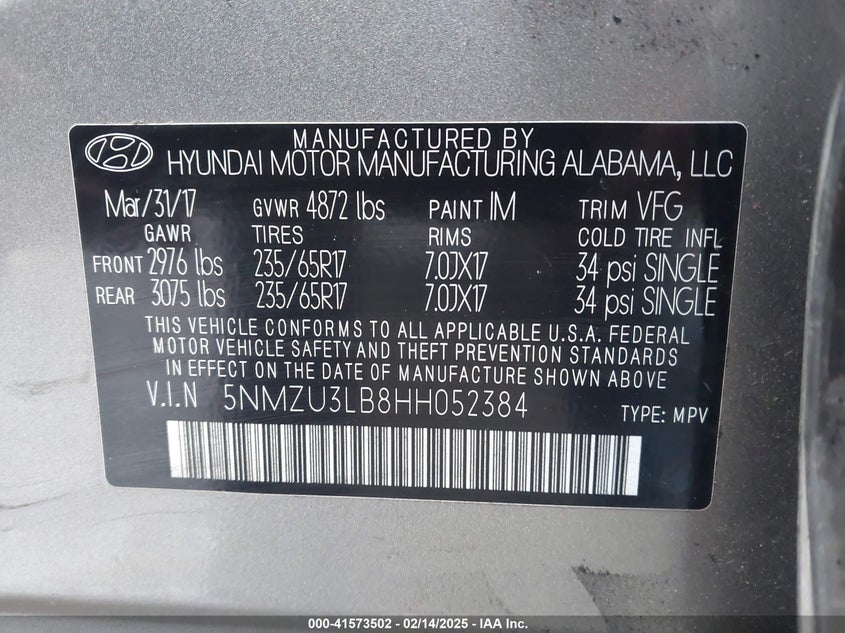 MANUFACTURED BY
HYUNDAI MOTOR MANUFACTURING ALABAMA, LLC
Mar/31/17 GVWR 4872 lbs PAINT IM TRIM VFG
GAWR TIRES RIMS COLD TIRE INFL
FRONT 2976 lbs 235/65R17 7.0JX17 34 psi SINGLE
REAR 3075 lbs 235/65R17 7.0JX17 34 psi SINGLE
THIS VEHICLE CONFORMS TO ALL APPLICABLE U.S.A. FEDERAL
MOTOR VEHICLE SAFETY AND THEFT PREVENTION STANDARDS
IN EFFECT ON THE DATE OF MANUFACTURE SHOWN ABOVE
V.I.N 5NMZU3LB8HH052384 TYPE: MPV
000-41573502 - 02/14/2025 - IAA Inc.